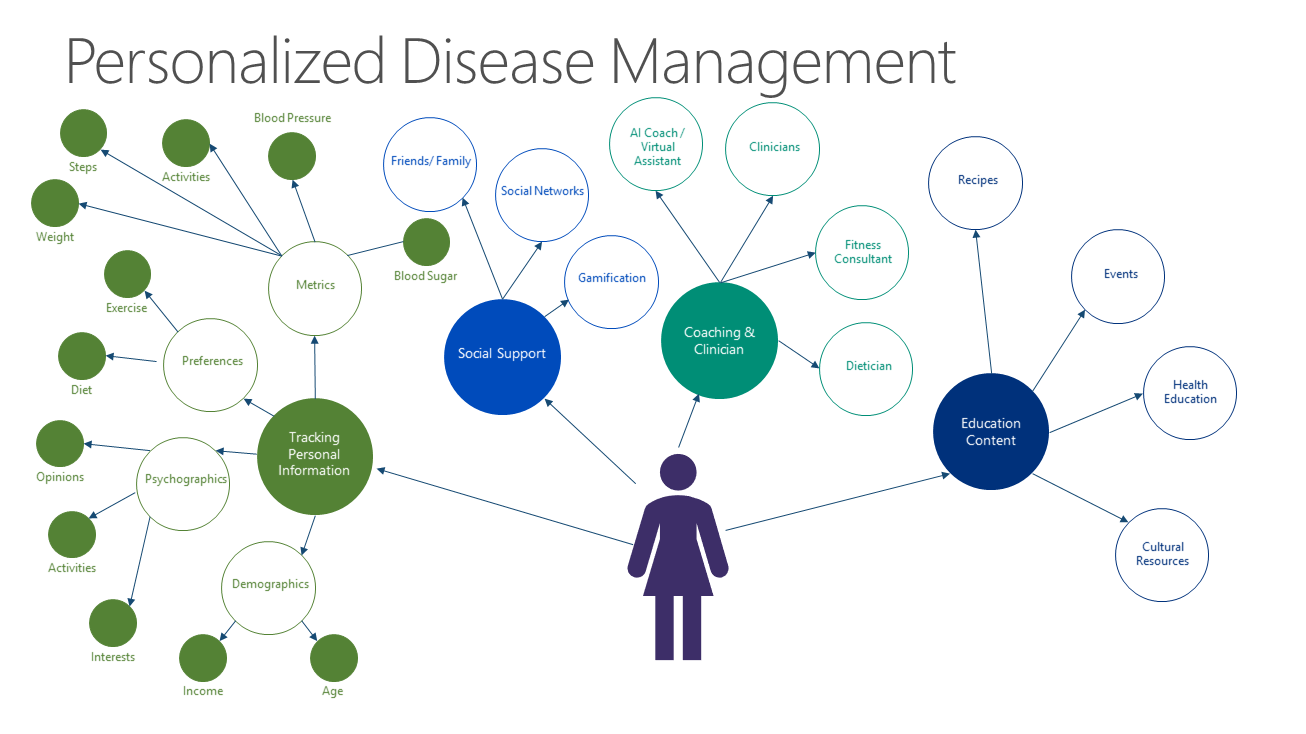 Personalized Disease Management
Blood Pressure
Steps
Activities
Weight
Exercise
Diet
Opinions
Activities
Interests
Income
Age
Blood Sugar
Metrics
Preferences
Psychographics
Demographics
Tracking
Personal
Information
Friends/ Family
Social Networks
Gamification
Social Support
AI Coach /
Virtual
Assistant
Clinicians
Fitness
Consultant
Dietician
Coaching &
Clinician
Recipes
Events
Health
Education
Cultural
Resources
Education
Content